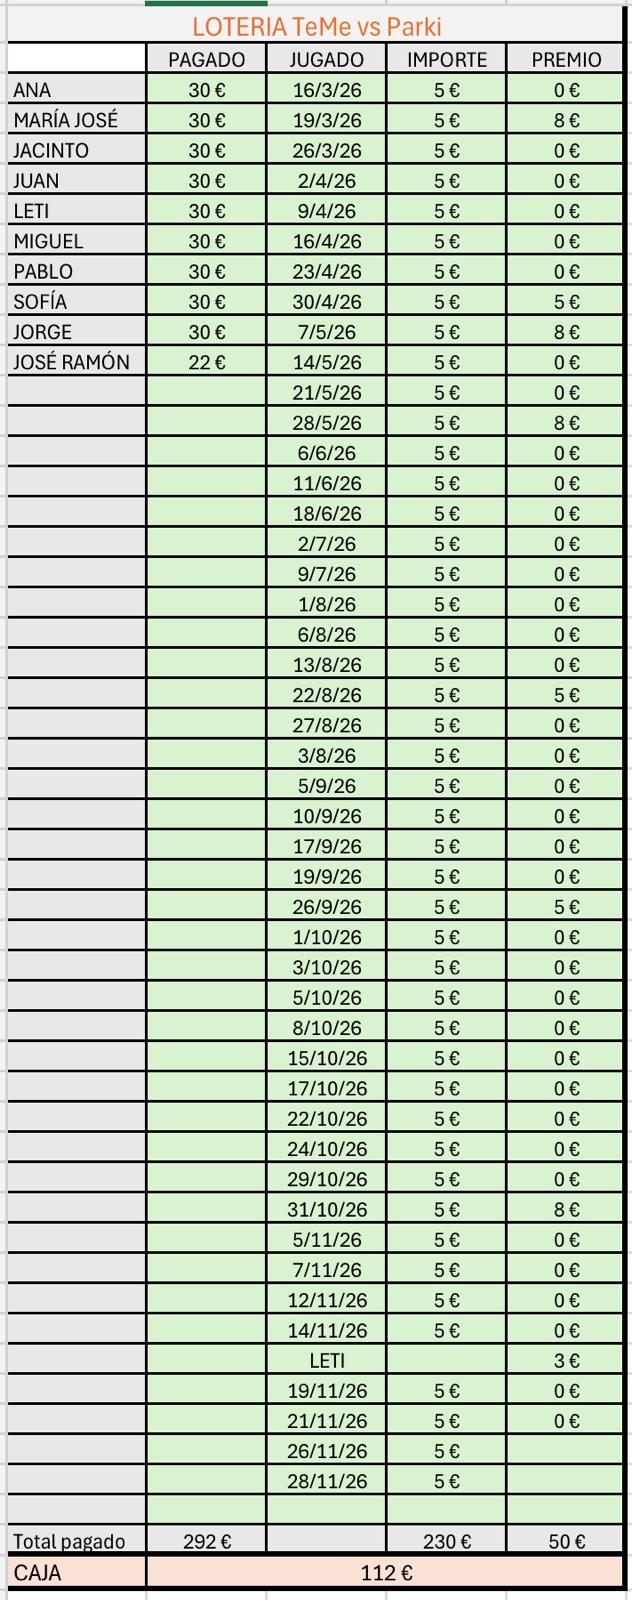 LOTERIA TeMe vs Parki
PAGADO JUGADO IMPORTE PREMIO
ANA 30 € 16/3/26 5 € 0 €
MARÍA JOSÉ 30 € 19/3/26 5 € 8 €
JACINTO 30 € 26/3/26 5 € 0 €
JUAN 30 € 2/4/26 5 € 0 €
LETI 30 € 9/4/26 5 € 0 €
MIGUEL 30 € 16/4/26 5 € 0 €
PABLO 30 € 23/4/26 5 € 0 €
SOFÍA 30 € 30/4/26 5 € 5 €
JORGE 30 € 7/5/26 5 € 8 €
JOSÉ RAMÓN 22 € 14/5/26 5 € 0 €
21/5/26 5 € 0 €
28/5/26 5 € 8 €
6/6/26 5 € 0 €
11/6/26 5 € 0 €
18/6/26 5 € 0 €
2/7/26 5 € 0 €
9/7/26 5 € 0 €
1/8/26 5 € 0 €
6/8/26 5 € 0 €
13/8/26 5 € 0 €
22/8/26 5 € 5 €
27/8/26 5 € 0 €
3/8/26 5 € 0 €
5/9/26 5 € 0 €
10/9/26 5 € 0 €
17/9/26 5 € 0 €
19/9/26 5 € 0 €
26/9/26 5 € 5 €
1/10/26 5 € 0 €
3/10/26 5 € 0 €
5/10/26 5 € 0 €
8/10/26 5 € 0 €
15/10/26 5 € 0 €
17/10/26 5 € 0 €
22/10/26 5 € 0 €
24/10/26 5 € 0 €
29/10/26 5 € 0 €
31/10/26 5 € 8 €
5/11/26 5 € 0 €
7/11/26 5 € 0 €
12/11/26 5 € 0 €
14/11/26 5 € 0 €
LETI 3 €
19/11/26 5 € 0 €
21/11/26 5 € 0 €
26/11/26 5 €
28/11/26 5 €
Total pagado 292 € 230 € 50 €
CAJA 112 €